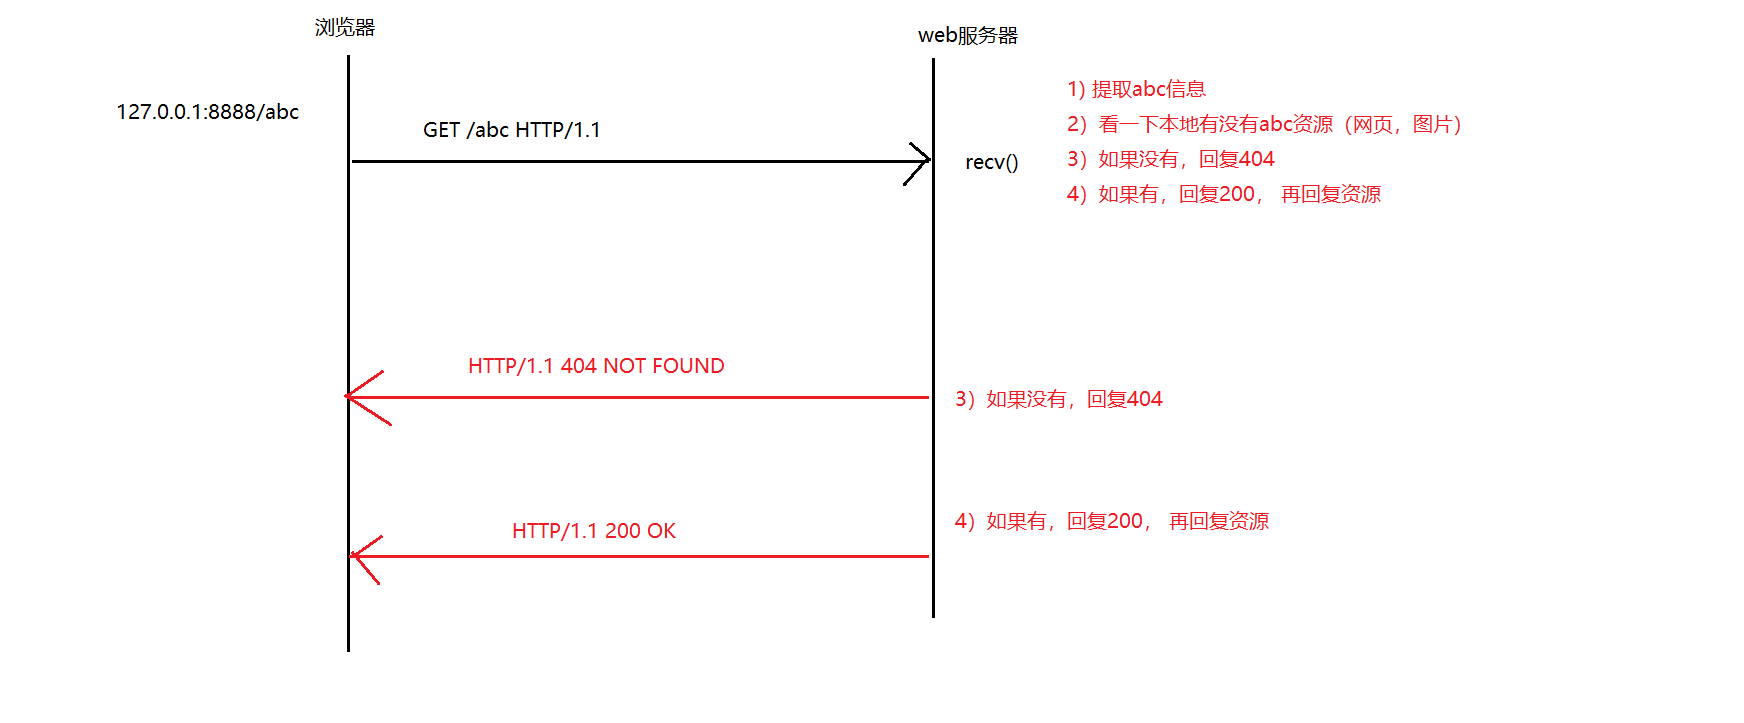 浏览器
web服务器
127.0.0.1:8888/abc
GET /abc HTTP/1.1
recv()
1) 提取abc信息
2）看一下本地有没有abc资源（网页，图片）
3）如果没有，回复404
4）如果有，回复200， 再回复资源
HTTP/1.1 404 NOT FOUND
3）如果没有，回复404
HTTP/1.1 200 OK
4）如果有，回复200， 再回复资源